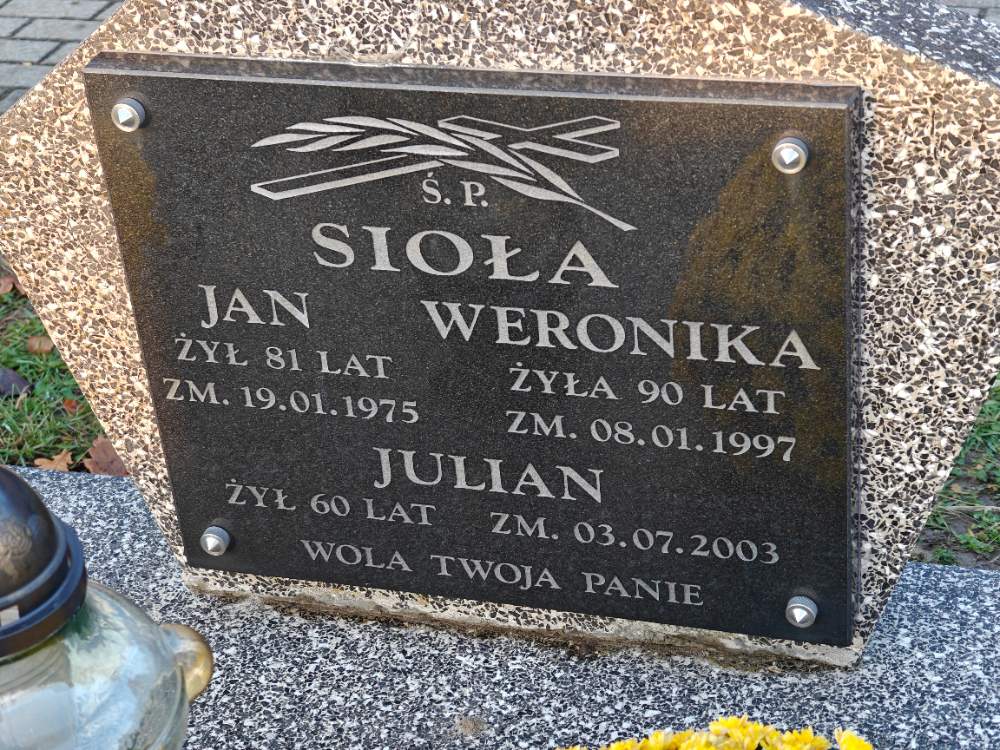 Ś. P.
SIOŁA
JAN
ŻYŁ 81 LAT
ZM. 19.01.1975
WERONIKA
ŻYŁA 90 LAT
ZM. 08.01.1997
JULIAN
ŻYŁ 60 LAT ZM. 03.07.2003
WOLA TWOJA PANIE